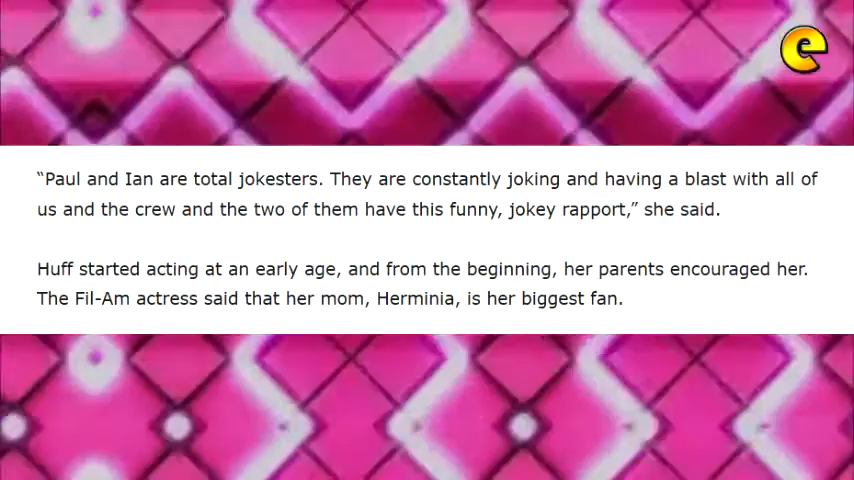 “Paul and Ian are total jokesters. They are constantly joking and having a blast with all of
us and the crew and the two of them have this funny, jokey rapport,” she said.
Huff started acting at an early age, and from the beginning, her parents encouraged her.
The Fil-Am actress said that her mom, Herminia, is her biggest fan.
e